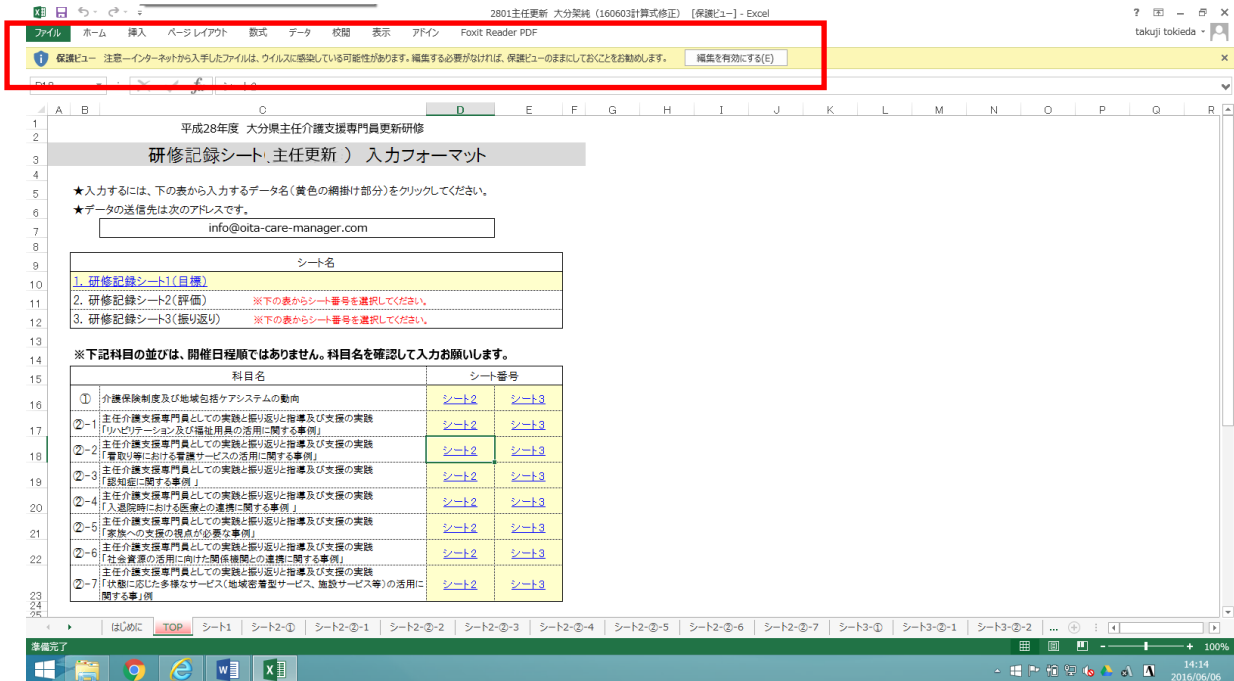 2801主任更新 大分架純（160603計算式修正） [保護ビュー] - Excel
ファイル ホーム 挿入 ページ レイアウト 数式 データ 校閲 表示 アドイン Foxit Reader PDF takuji tokieda
保護ビュー 注意—インターネットから入手したファイルは、ウイルスに感染している可能性があります。編集する必要がなければ、保護ビューのままにしておくことをお勧めします。 編集を有効にする(E)
A B C D E F G H I J K L M N O P Q R
1 平成28年度 大分県主任介護支援専門員更新研修
2
3 研修記録シート（主任更新 ） 入力フォーマット
4
5 ★入力するには、下の表から入力するデータ名（黄色の網掛け部分）をクリックしてください。
6 ★データの送信先は次のアドレスです。
7 info@oita-care-manager.com
8
9 シート名
10 1. 研修記録シート1（目標）
11 2. 研修記録シート2（評価） ※下の表からシート番号を選択してください。
12 3. 研修記録シート3（振り返り） ※下の表からシート番号を選択してください。
13
14 ※下記科目の並びは、開催日程順ではありません。科目名を確認して入力お願いします。
15 科目名 シート番号
16 ① 介護保険制度及び地域包括ケアシステムの動向 シート2 シート3
17 ②-1 主任介護支援専門員としての実践と振り返りと指導及び支援の実践
「リハビリテーション及び福祉用具の活用に関する事例」 シート2 シート3
18 ②-2 主任介護支援専門員としての実践と振り返りと指導及び支援の実践
「看取り等における看護サービスの活用に関する事例」 シート2 シート3
19 ②-3 主任介護支援専門員としての実践と振り返りと指導及び支援の実践
「認知症に関する事例 」 シート2 シート3
20 ②-4 主任介護支援専門員としての実践と振り返りと指導及び支援の実践
「入退院時における医療との連携に関する事例 」 シート2 シート3
21 ②-5 主任介護支援専門員としての実践と振り返りと指導及び支援の実践
「家族への支援の視点が必要な事例」 シート2 シート3
22 ②-6 主任介護支援専門員としての実践と振り返りと指導及び支援の実践
「社会資源の活用に向けた関係機関との連携に関する事例」 シート2 シート3
23 ②-7 主任介護支援専門員としての実践と振り返りと指導及び支援の実践
「状態に応じた多様なサービス（地域密着型サービス、施設サービス等）の活用に
関する事」例 シート2 シート3
24
25
はじめに TOP シート1 シート2-① シート2-②-1 シート2-②-2 シート2-②-3 シート2-②-4 シート2-②-5 シート2-②-6 シート2-②-7 シート3-① シート3-②-1 シート3-②-2 ...
準備完了 100%
14:14
2016/06/06